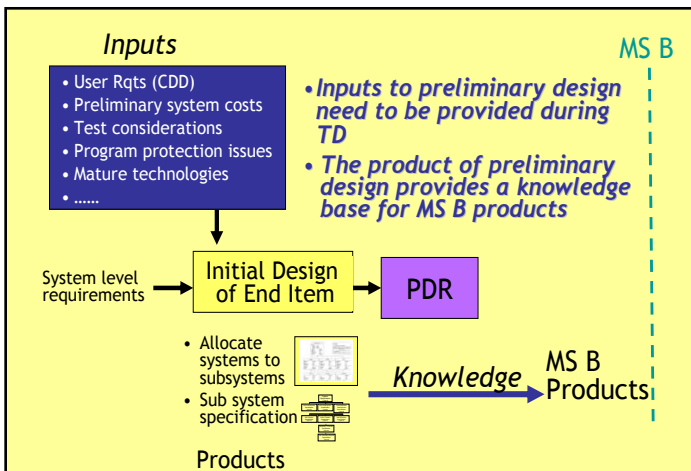 Inputs
MS B
• User Rqts (CDD)
• Preliminary system costs
• Test considerations
• Program protection issues
• Mature technologies
• ......
• Inputs to preliminary design
need to be provided during
TD
• The product of preliminary
design provides a knowledge
base for MS B products
System level
requirements
Initial Design
of End Item
PDR
• Allocate
systems to
subsystems
• Sub system
specification
Knowledge
MS B
Products
Products